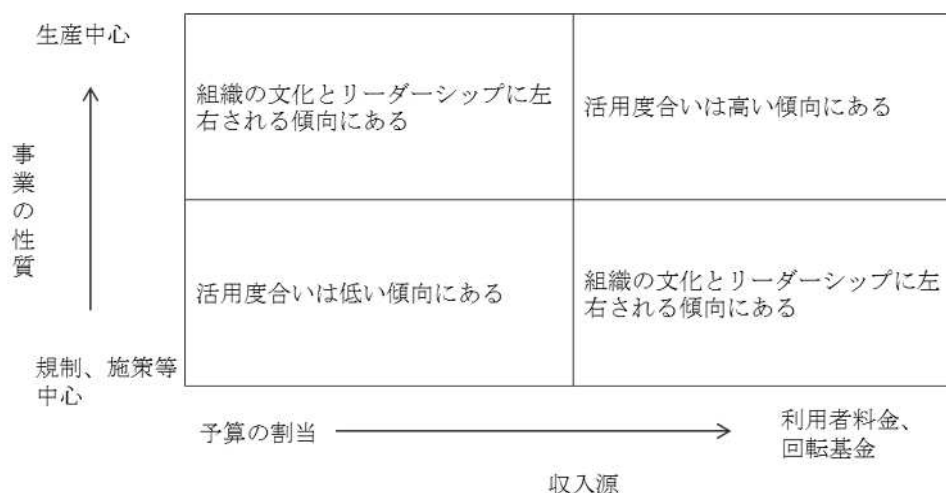 生産中心
組織の文化とリーダーシップに左
右される傾向にある
活用度合いは高い傾向にある
事業の性質
活用度合いは低い傾向にある
組織の文化とリーダーシップに左
右される傾向にある
規制、施策等
中心
予算の割当
利用者料金、
回転基金
収入源